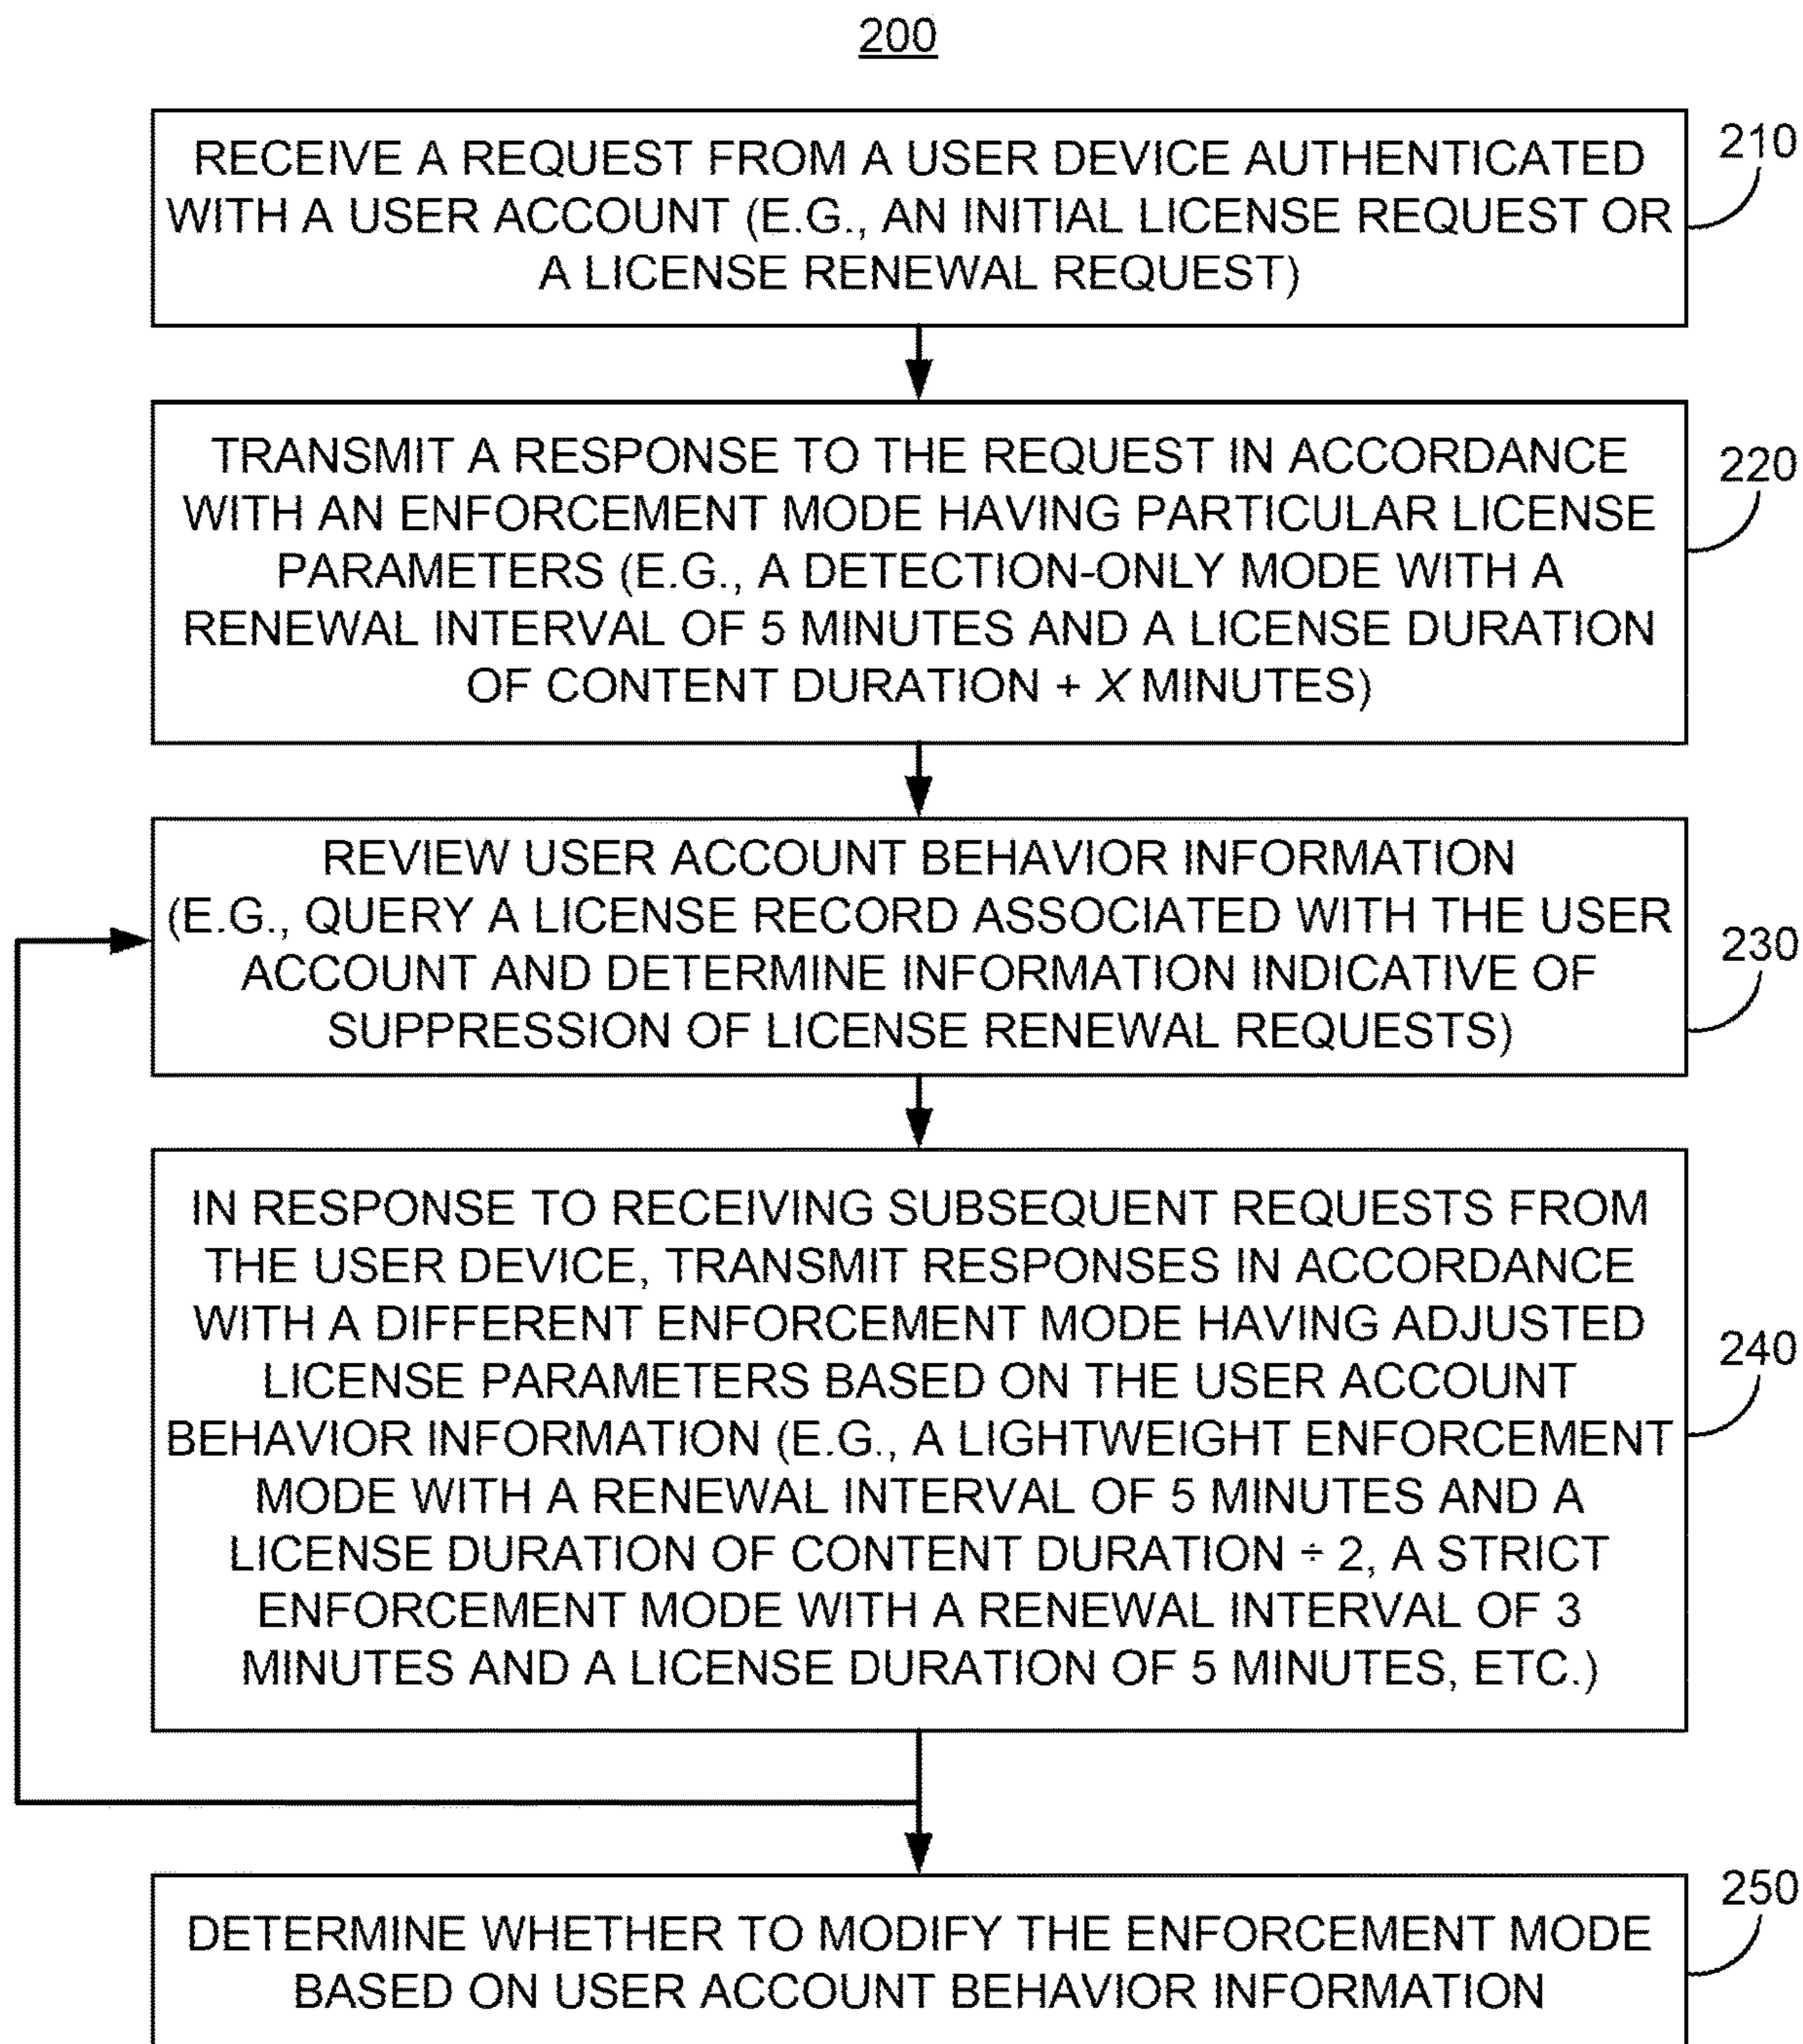 200
RECEIVE A REQUEST FROM A USER DEVICE AUTHENTICATED
WITH A USER ACCOUNT (E.G., AN INITIAL LICENSE REQUEST OR
A LICENSE RENEWAL REQUEST)
210
TRANSMIT A RESPONSE TO THE REQUEST IN ACCORDANCE
WITH AN ENFORCEMENT MODE HAVING PARTICULAR LICENSE
PARAMETERS (E.G., A DETECTION-ONLY MODE WITH A
RENEWAL INTERVAL OF 5 MINUTES AND A LICENSE DURATION
OF CONTENT DURATION + X MINUTES)
220
REVIEW USER ACCOUNT BEHAVIOR INFORMATION
(E.G., QUERY A LICENSE RECORD ASSOCIATED WITH THE USER
ACCOUNT AND DETERMINE INFORMATION INDICATIVE OF
SUPPRESSION OF LICENSE RENEWAL REQUESTS)
230
IN RESPONSE TO RECEIVING SUBSEQUENT REQUESTS FROM
THE USER DEVICE, TRANSMIT RESPONSES IN ACCORDANCE
WITH A DIFFERENT ENFORCEMENT MODE HAVING ADJUSTED
LICENSE PARAMETERS BASED ON THE USER ACCOUNT
BEHAVIOR INFORMATION (E.G., A LIGHTWEIGHT ENFORCEMENT
MODE WITH A RENEWAL INTERVAL OF 5 MINUTES AND A
LICENSE DURATION OF CONTENT DURATION ÷ 2, A STRICT
ENFORCEMENT MODE WITH A RENEWAL INTERVAL OF 3
MINUTES AND A LICENSE DURATION OF 5 MINUTES, ETC.)
240
DETERMINE WHETHER TO MODIFY THE ENFORCEMENT MODE
BASED ON USER ACCOUNT BEHAVIOR INFORMATION
250